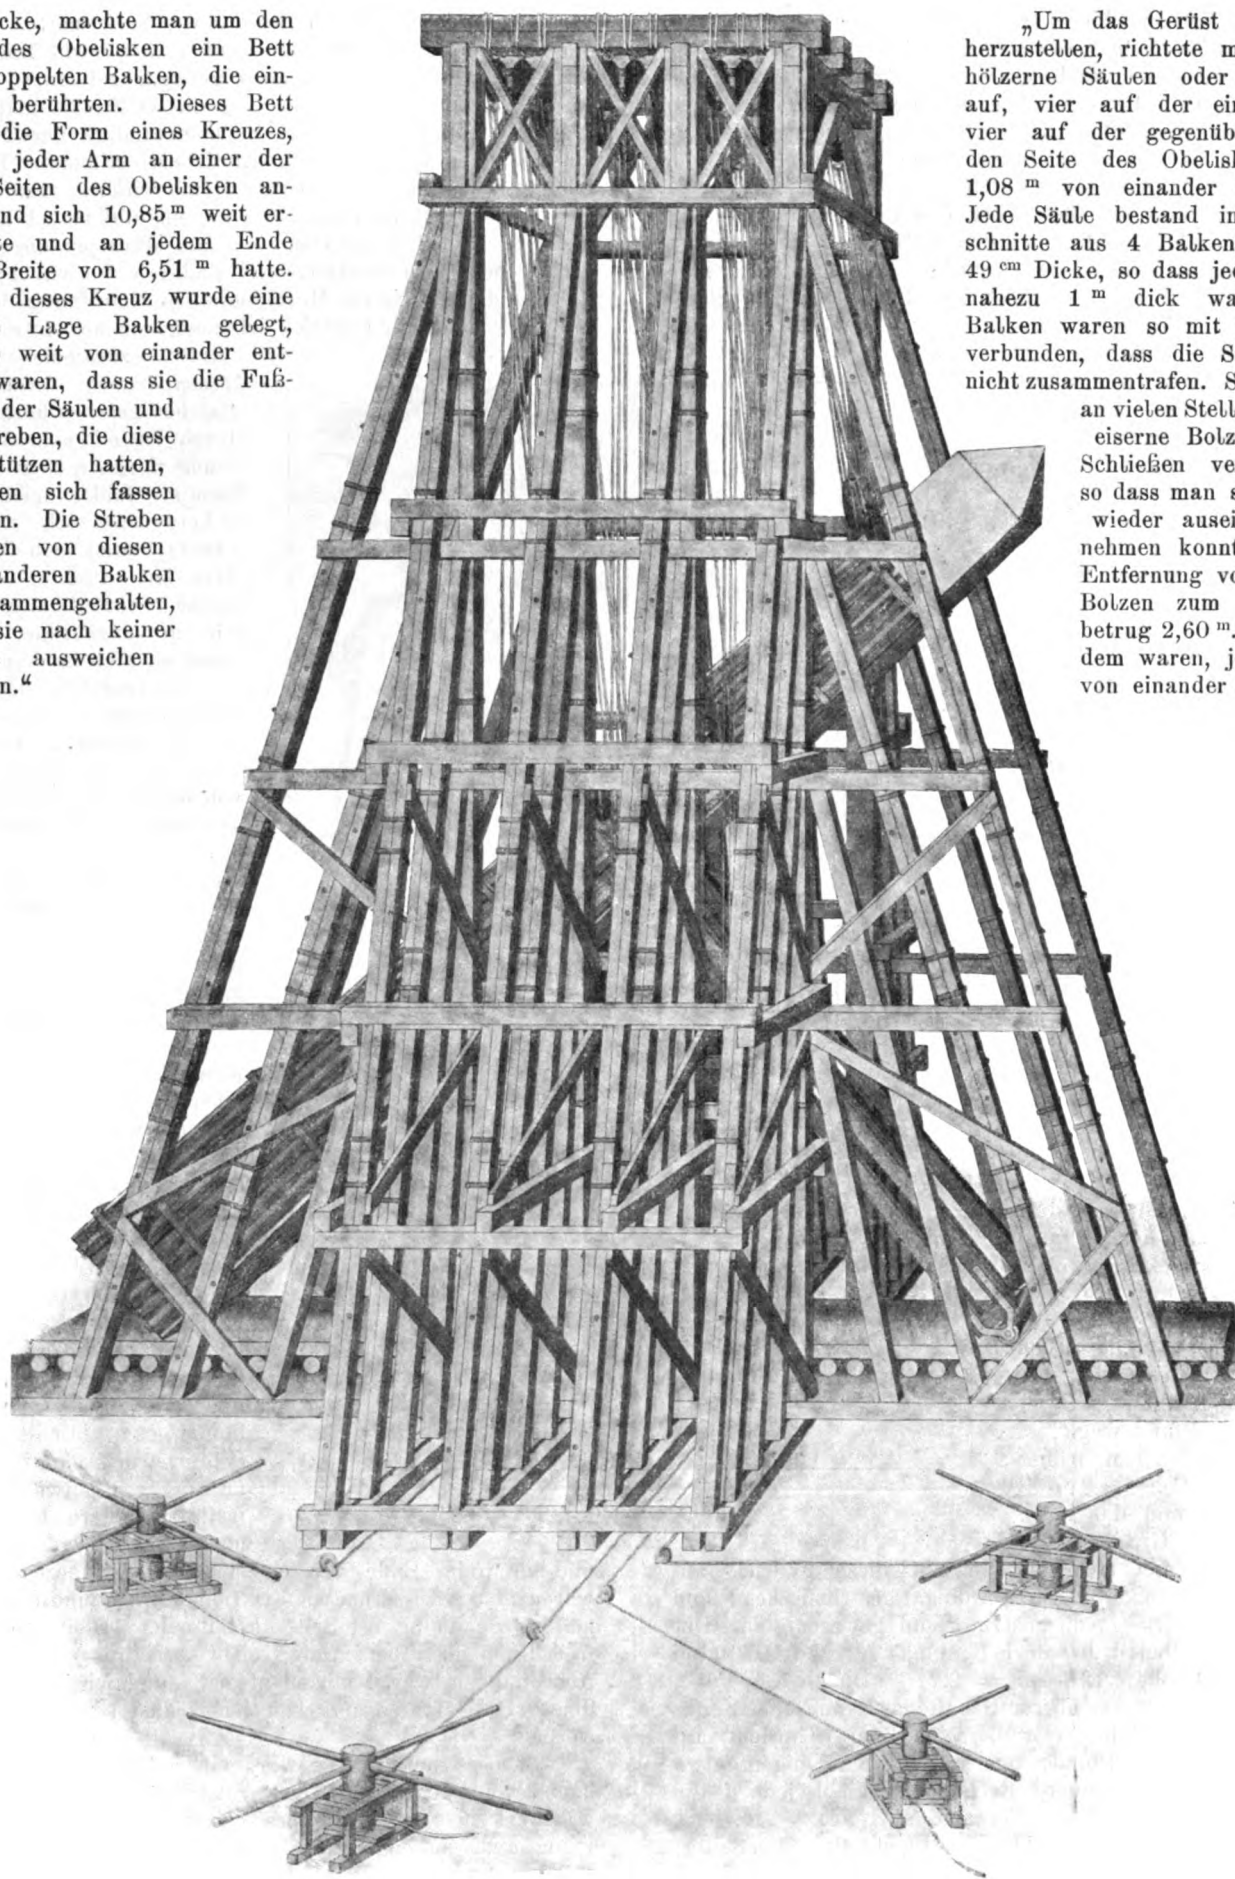 cke, machte man um den
des Obelisken ein Bett
oppelten Balken, die ein-
berührten. Dieses Bett
die Form eines Kreuzes,
jeder Arm an einer der
Seiten des Obelisken an-
nd sich 10,85 m weit er-
e und an jedem Ende
Breite von 6,51 m hatte.
dieses Kreuz wurde eine
Lage Balken gelegt,
weit von einander ent-
waren, dass sie die Fuß-
der Säulen und
reben, die diese
tützen hatten,
en sich fassen
n. Die Streben
en von diesen
anderen Balken
ammengehalten,
sie nach keiner
ausweichen
n.“
„Um das Gerüst
herzustellen, richtete m
hölzerne Säulen oder
auf, vier auf der ein
vier auf der gegenüb
den Seite des Obelisk
1,08 m von einander
Jede Säule bestand in
schnitte aus 4 Balken
49 cm Dicke, so dass jed
nahezu 1 m dick wa
Balken waren so mit
verbunden, dass die S
nicht zusammentrafen. S
an vielen Stell
eiserne Bolz
Schließen ve
so dass man s
wieder ausei
nehmen konnt
Entfernung vo
Bolzen zum
betrug 2,60 m.
dem waren, j
von einander